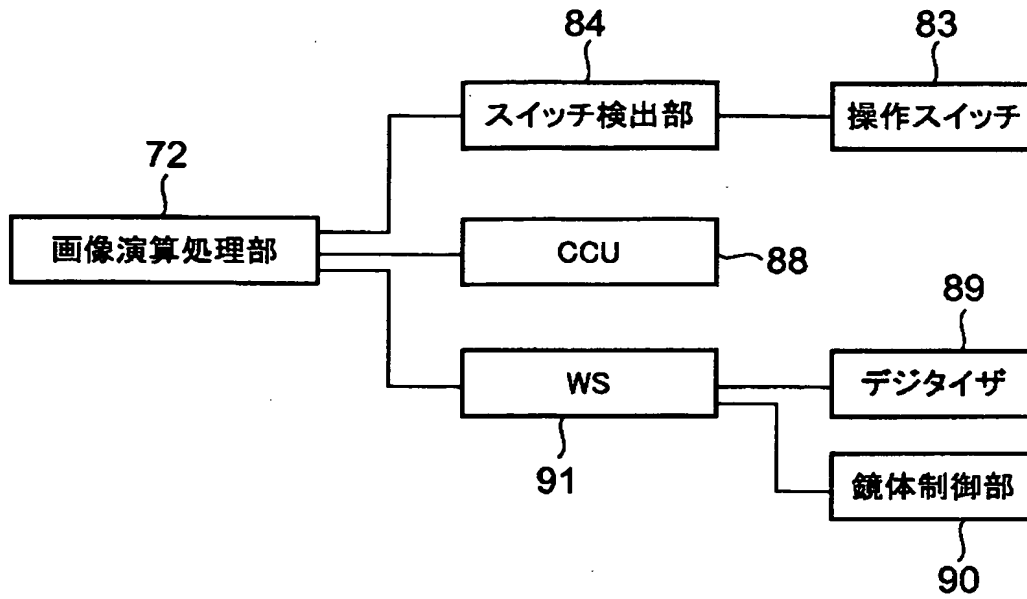 84
83
スイッチ検出部
操作スイッチ
72
画像演算処理部
CCU
88
89
WS
デジタイザ
91
鏡体制御部
90